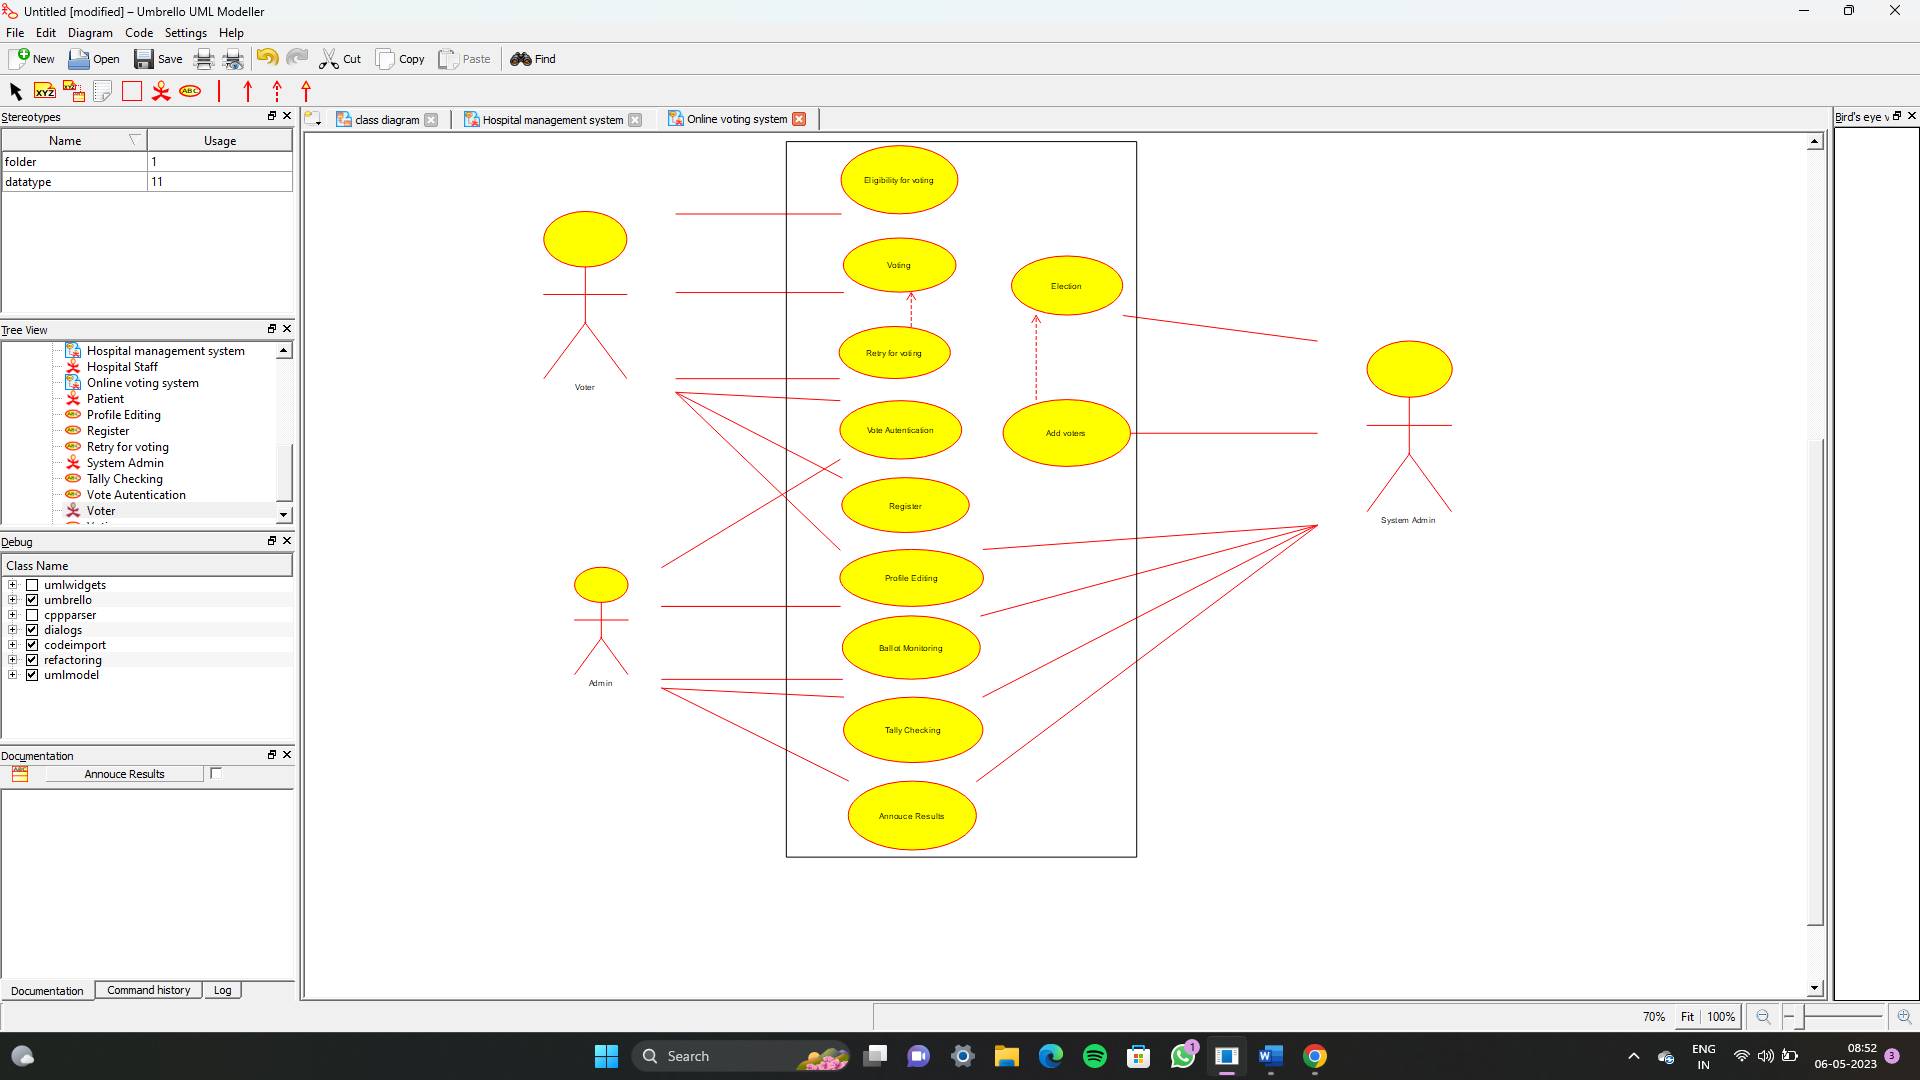 Untitled [modified] – Umbrello UML Modeller
File Edit Diagram Code Settings Help
New Open Save Cut Copy Paste Find
XYZ XYZ ABC
Stereotypes
Name Usage
folder 1
datatype 11
Tree View
Hospital management system
Hospital Staff
Online voting system
Patient
Profile Editing
Register
Retry for voting
System Admin
Tally Checking
Vote Autentication
Voter
Debug
Class Name
umlwidgets
umbrello
cppparser
dialogs
codeimport
refactoring
umlmodel
Documentation
Annouce Results
Documentation Command history Log
class diagram Hospital management system Online voting system
Eligibility for voting
Voting
Election
Retry for voting
Voter
Vote Autentication
Add voters
Register
System Admin
Profile Editing
Ballot Monitoring
Admin
Tally Checking
Annouce Results
Bird's eye v
70% Fit 100%
Search
1
ENG
IN
08:52
06-05-2023
3